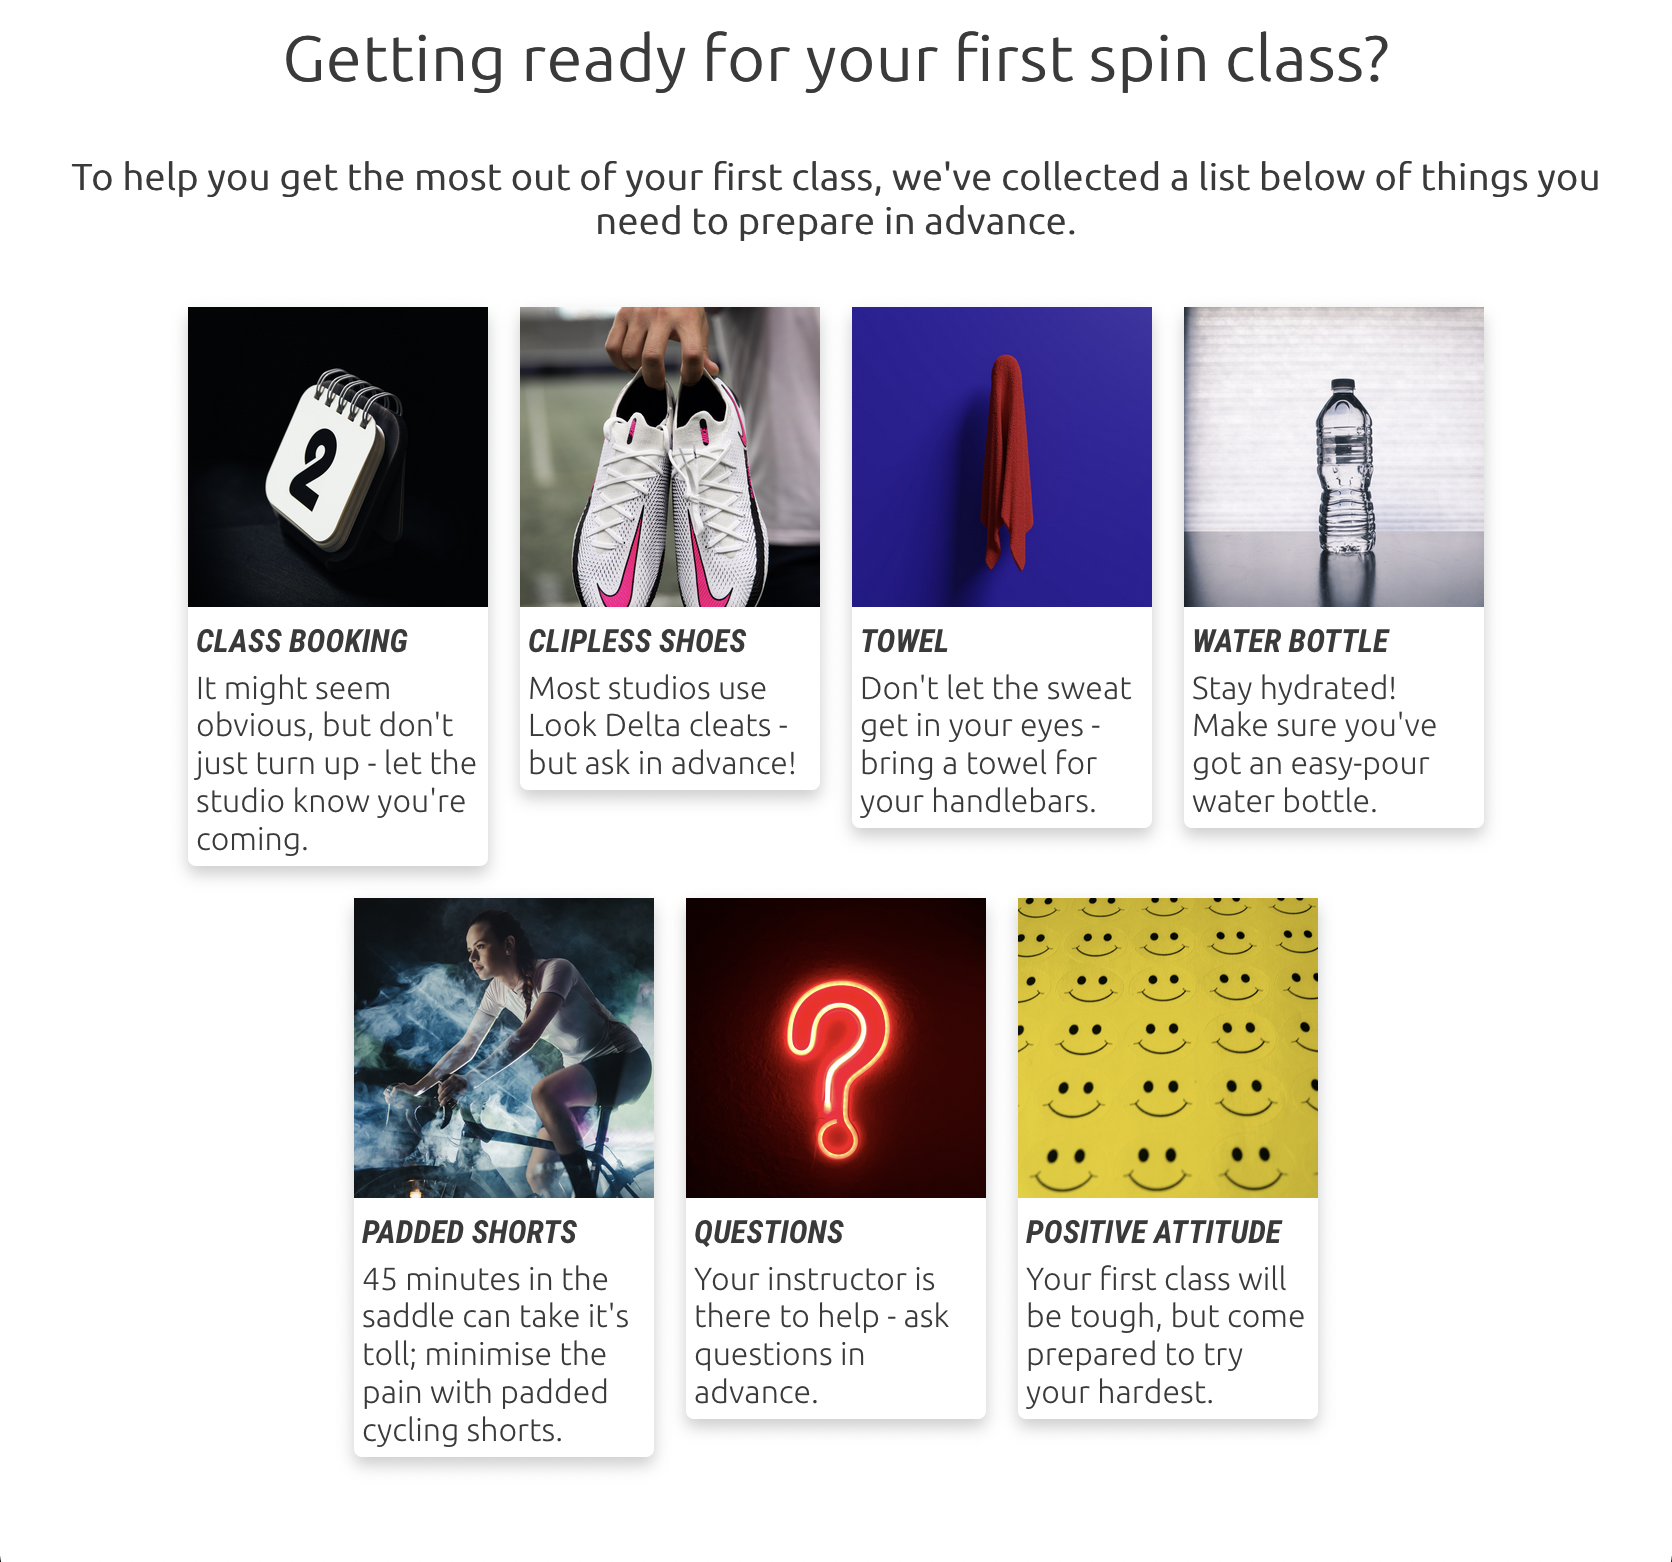 Getting ready for your first spin class?
To help you get the most out of your first class, we've collected a list below of things you
need to prepare in advance.
2
CLASS BOOKING
It might seem
obvious, but don't
just turn up - let the
studio know you're
coming.
CLIPLESS SHOES
Most studios use
Look Delta cleats -
but ask in advance!
TOWEL
Don't let the sweat
get in your eyes -
bring a towel for
your handlebars.
WATER BOTTLE
Stay hydrated!
Make sure you've
got an easy-pour
water bottle.
?
PADDED SHORTS
45 minutes in the
saddle can take it's
toll; minimise the
pain with padded
cycling shorts.
QUESTIONS
Your instructor is
there to help - ask
questions in
advance.
POSITIVE ATTITUDE
Your first class will
be tough, but come
prepared to try
your hardest.